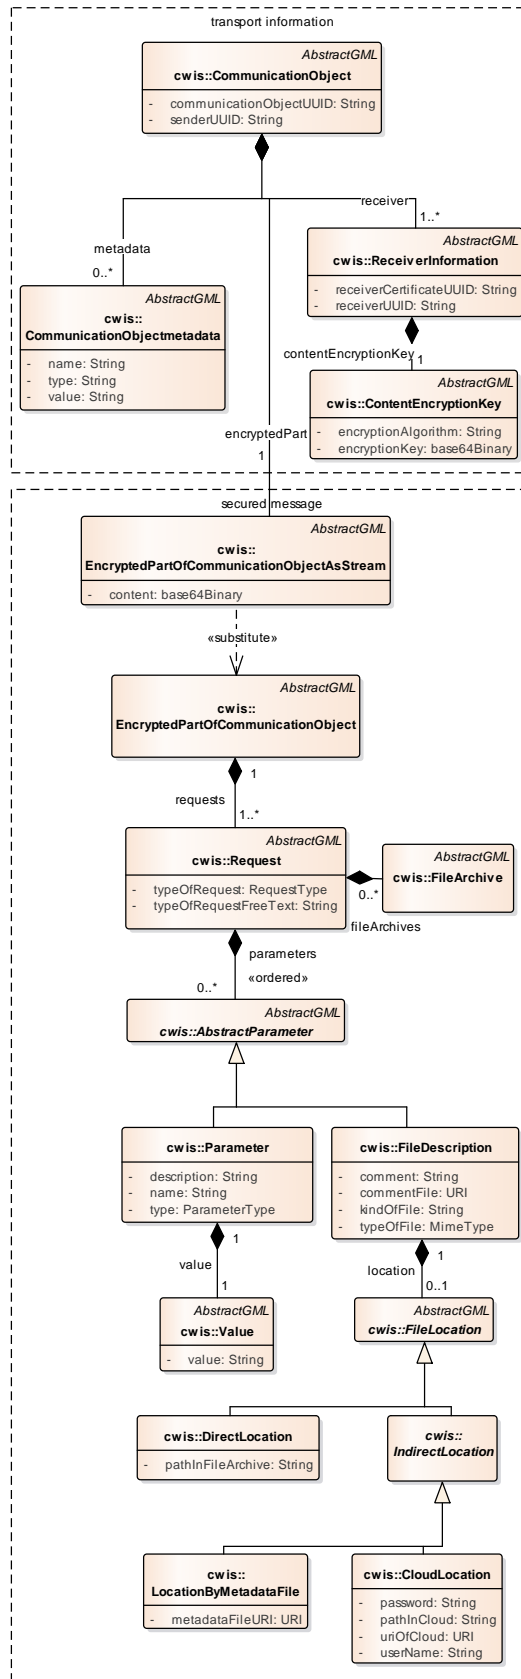 transport information
AbstractGML
cwis::CommunicationObject
- communicationObjectUUID: String
- senderUUID: String
receiver
1..*
metadata
0..*
AbstractGML
cwis::ReceiverInformation
- receiverCertificateUUID: String
- receiverUUID: String
AbstractGML
cwis::
CommunicationObjectmetadata
- name: String
- type: String
- value: String
contentEncryptionKey
1
AbstractGML
cwis::ContentEncryptionKey
- encryptionAlgorithm: String
- encryptionKey: base64Binary
encryptedPart
1
secured message
AbstractGML
cwis::
EncryptedPartOfCommunicationObjectAsStream
- content: base64Binary
«substitute»
AbstractGML
cwis::
EncryptedPartOfCommunicationObject
1
requests
1..*
AbstractGML
cwis::Request
- typeOfRequest: RequestType
- typeOfRequestFreeText: String
AbstractGML
cwis::FileArchive
0..*
fileArchives
parameters
«ordered»
0..*
AbstractGML
cwis::AbstractParameter
cwis::Parameter
- description: String
- name: String
- type: ParameterType
cwis::FileDescription
- comment: String
- commentFile: URI
- kindOfFile: String
- typeOfFile: MimeType
1
value
1
1
location
0..1
AbstractGML
cwis::Value
- value: String
AbstractGML
cwis::FileLocation
cwis::DirectLocation
- pathInFileArchive: String
cwis::
IndirectLocation
cwis::
LocationByMetadataFile
- metadataFileURI: URI
cwis::CloudLocation
- password: String
- pathInCloud: String
- uriOfCloud: URI
- userName: String